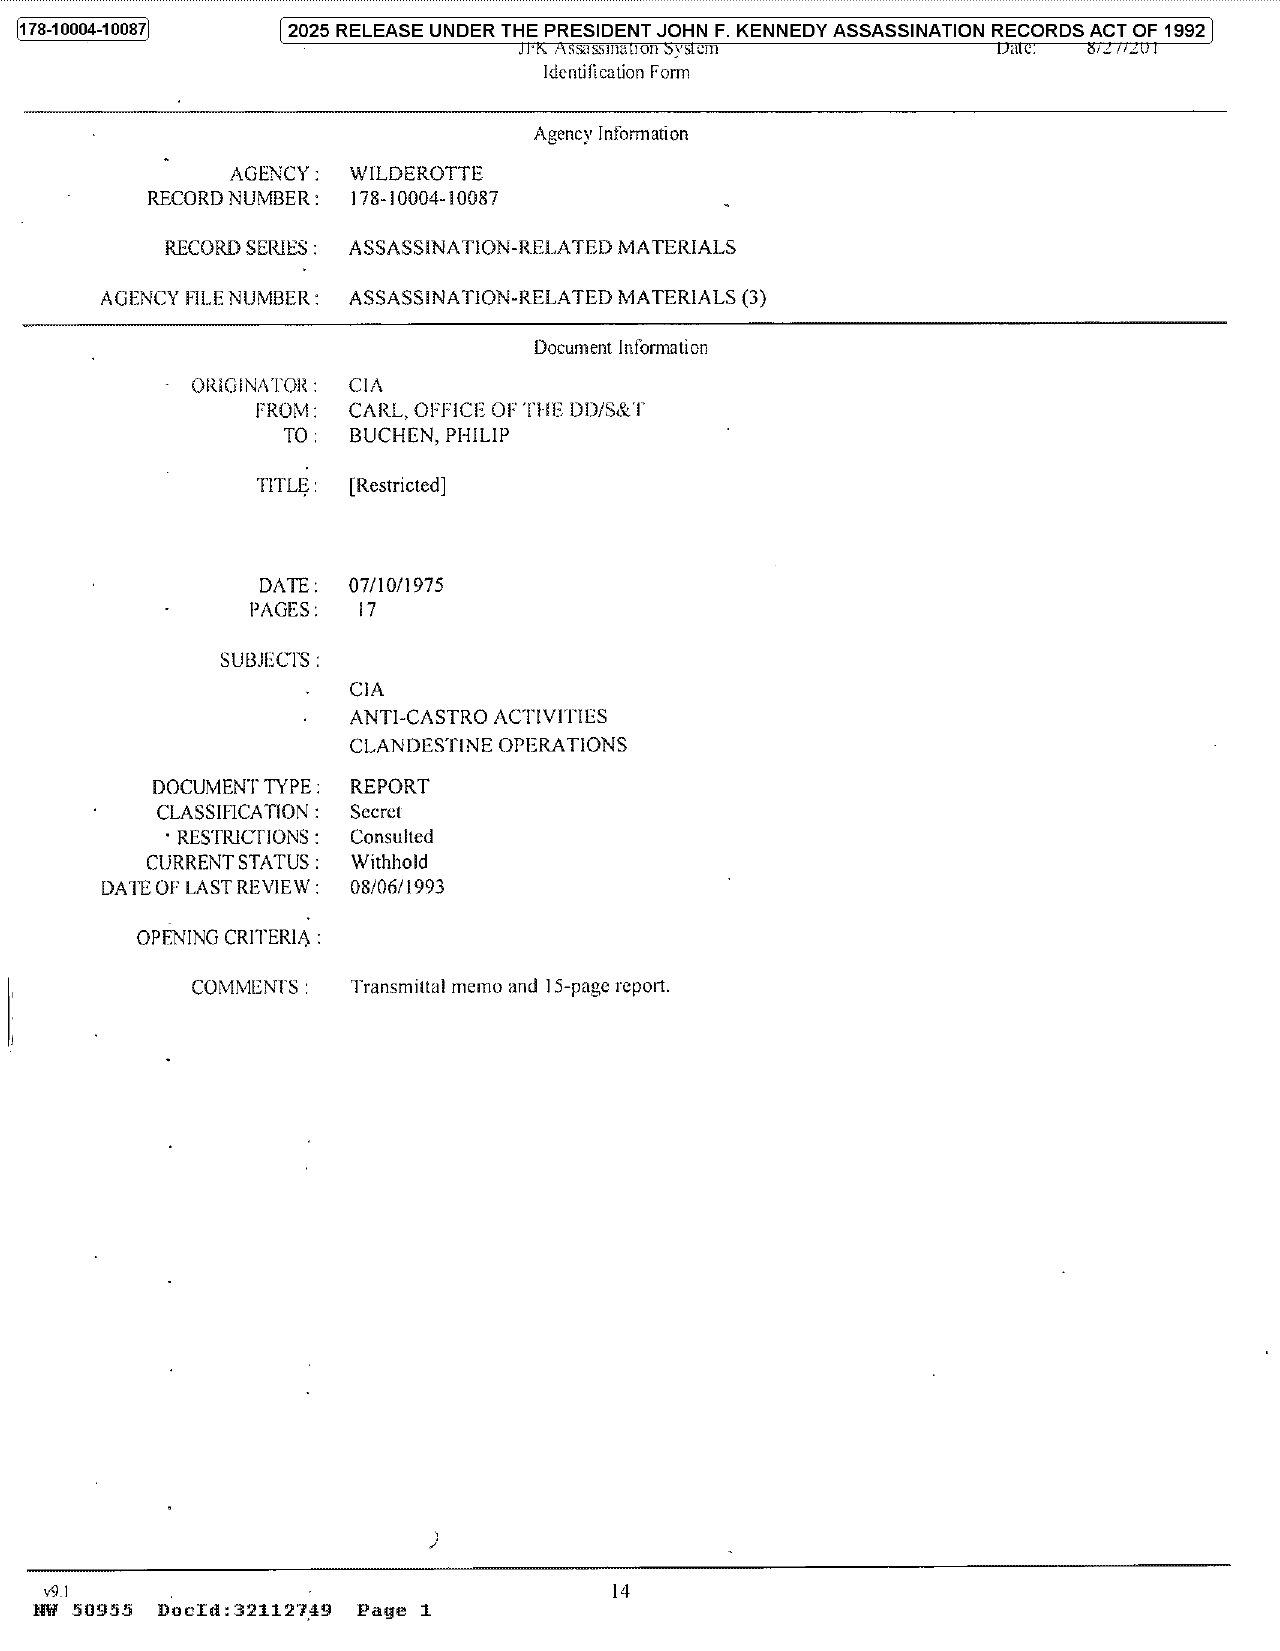 178-10004-10087
2025 RELEASE UNDER THE PRESIDENT JOHN F. KENNEDY ASSASSINATION RECORDS ACT OF 1992
JFK Assassination System Date: 8/27/201
Identification Form
Agency Information
AGENCY : WILDEROTTE
RECORD NUMBER : 178-10004-10087
RECORD SERIES : ASSASSINATION-RELATED MATERIALS
AGENCY FILE NUMBER : ASSASSINATION-RELATED MATERIALS (3)
Document Information
ORIGINATOR : CIA
FROM : CARL, OFFICE OF THE DD/S&T
TO : BUCHEN, PHILIP
TITLE : [Restricted]
DATE : 07/10/1975
PAGES : 17
SUBJECTS :
CIA
ANTI-CASTRO ACTIVITIES
CLANDESTINE OPERATIONS
DOCUMENT TYPE : REPORT
CLASSIFICATION : Secret
RESTRICTIONS : Consulted
CURRENT STATUS : Withhold
DATE OF LAST REVIEW : 08/06/1993
OPENING CRITERIA :
COMMENTS : Transmittal memo and 15-page report.
v9.1 14
NW 50955 DocId:32112749 Page 1